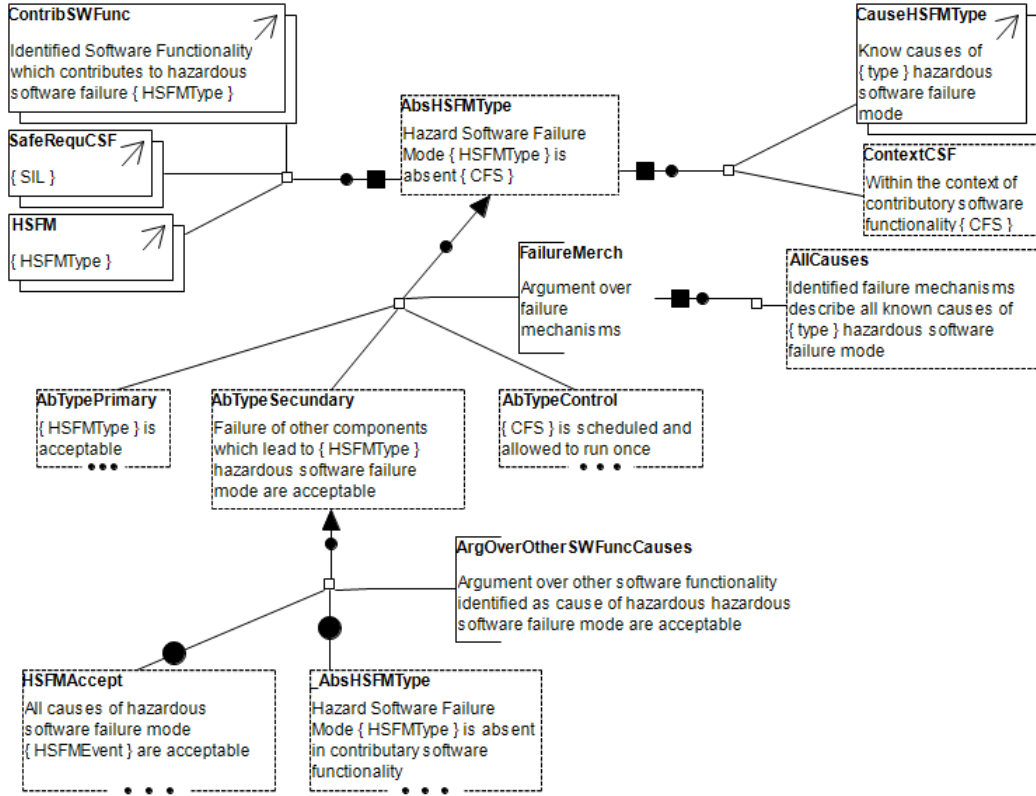 ContribSWFunc
Identified Software Functionality
which contributes to hazardous
software failure { HSFMType }
SafeRequCSF
{ SIL }
HSFM
{ HSFMType }
AbsHSFMType
Hazard Software Failure
Mode { HSFMType } is
absent { CFS }
CauseHSFMType
Know causes of
{ type } hazardous
software failure
mode
ContextCSF
Within the context of
contributory software
functionality { CFS }
FailureMerch
Argument over
failure
mechanisms
AllCauses
Identified failure mechanisms
describe all known causes of
{ type } hazardous software
failure mode
AbTypePrimary
{ HSFMType } is
acceptable
AbTypeSecundary
Failure of other components
which lead to { HSFMType }
hazardous software failure
mode are acceptable
AbTypeControl
{ CFS } is scheduled and
allowed to run once
ArgOverOtherSWFuncCauses
Argument over other software functionality
identified as cause of hazardous hazardous
software failure mode are acceptable
HSFMAccept
All causes of hazardous
software failure mode
{ HSFMEvent } are acceptable
_AbsHSFMType
Hazard Software Failure
Mode { HSFMType } is absent
in contributary software
functionality